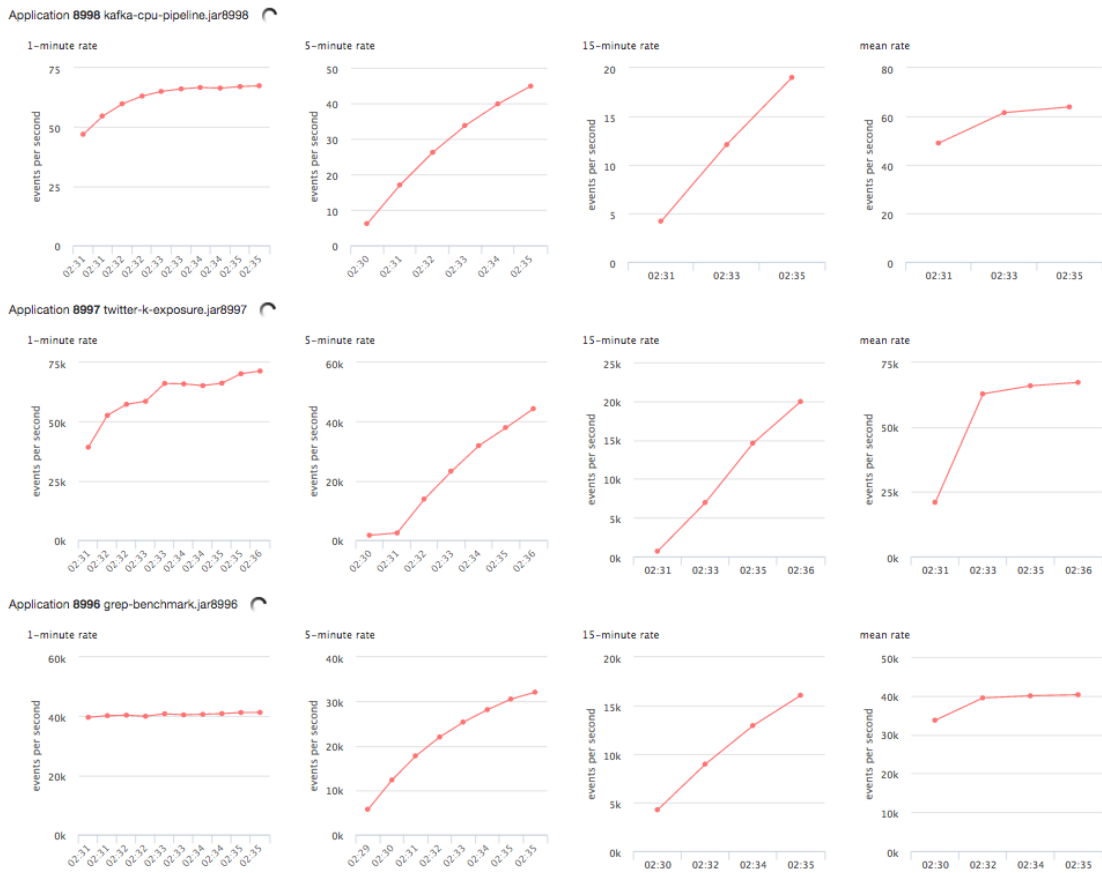 Application 8998 kafka-cpu-pipeline.jar8998
1-minute rate
75
50
25
0
events per second
02:31 02:31 02:32 02:32 02:33 02:33 02:34 02:34 02:35 02:35
5-minute rate
50
40
30
20
10
0
events per second
02:30 02:31 02:32 02:33 02:34 02:35
15-minute rate
20
15
10
5
0
events per second
02:31 02:33 02:35
mean rate
80
60
40
20
0
events per second
02:31 02:33 02:35
Application 8997 twitter-k-exposure.jar8997
1-minute rate
75k
50k
25k
0k
events per second
02:31 02:32 02:32 02:33 02:33 02:34 02:34 02:35 02:35 02:36
5-minute rate
60k
40k
20k
0k
events per second
02:30 02:31 02:32 02:33 02:34 02:35 02:36
15-minute rate
25k
20k
15k
10k
5k
0k
events per second
02:31 02:33 02:35 02:36
mean rate
75k
50k
25k
0k
events per second
02:31 02:33 02:35 02:36
Application 8996 grep-benchmark.jar8996
1-minute rate
60k
40k
20k
0k
events per second
02:31 02:31 02:32 02:32 02:33 02:33 02:34 02:34 02:35 02:35
5-minute rate
40k
30k
20k
10k
0k
events per second
02:29 02:30 02:31 02:32 02:33 02:34 02:35 02:35
15-minute rate
20k
15k
10k
5k
0k
events per second
02:30 02:32 02:34 02:35
mean rate
50k
40k
30k
20k
10k
0k
events per second
02:30 02:32 02:34 02:35